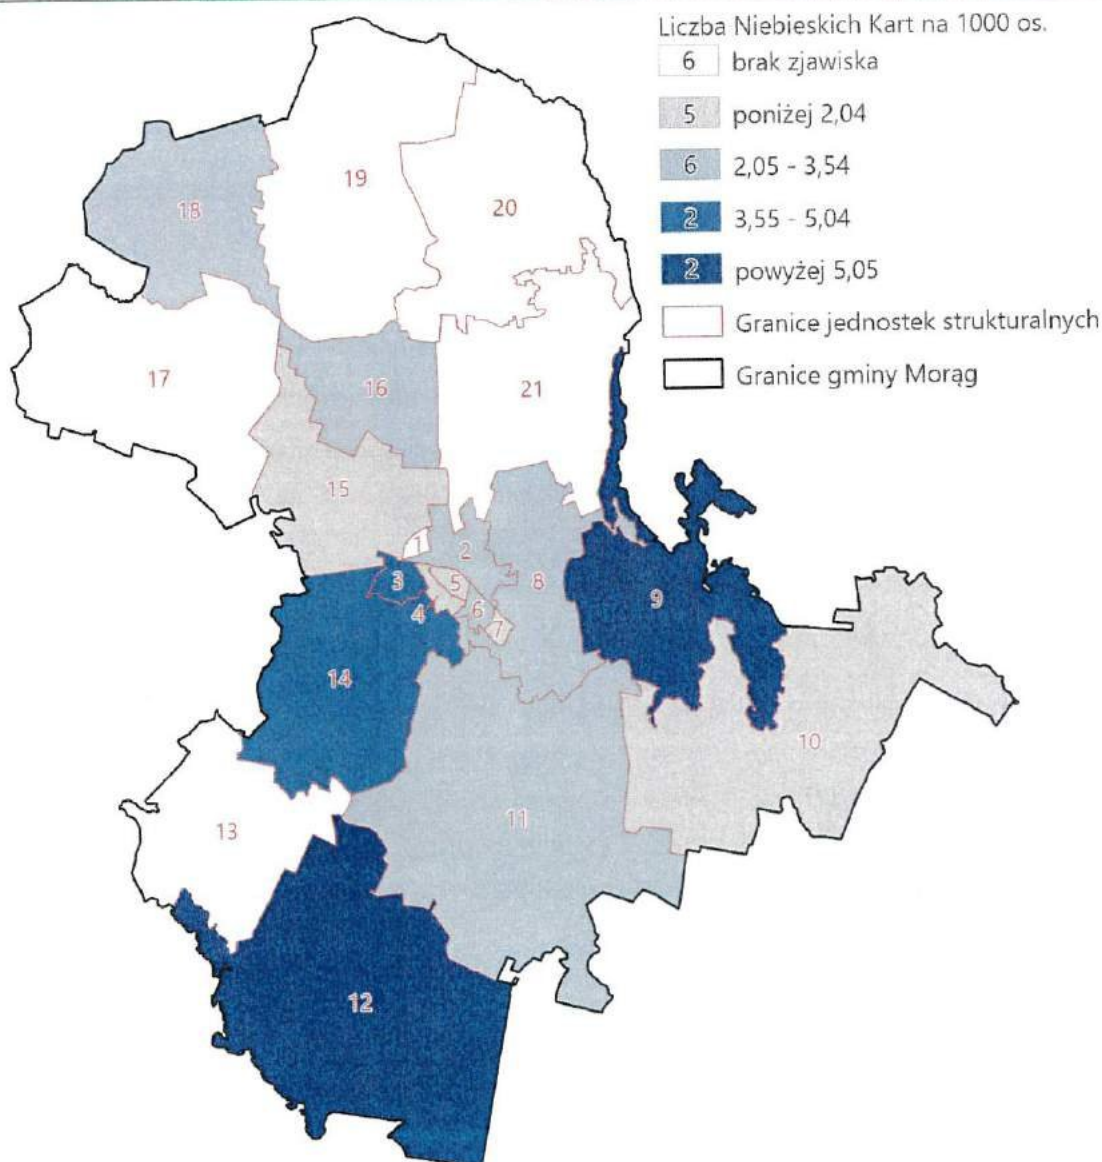 Liczba Niebieskich Kart na 1000 os.
6 brak zjawiska
5 poniżej 2,04
6 2,05 - 3,54
2 3,55 - 5,04
2 powyżej 5,05
Granice jednostek strukturalnych
Granice gminy Morąg
19
20
18
17
16
21
15
1
2
3
5
8
9
4
6
7
14
10
13
11
12